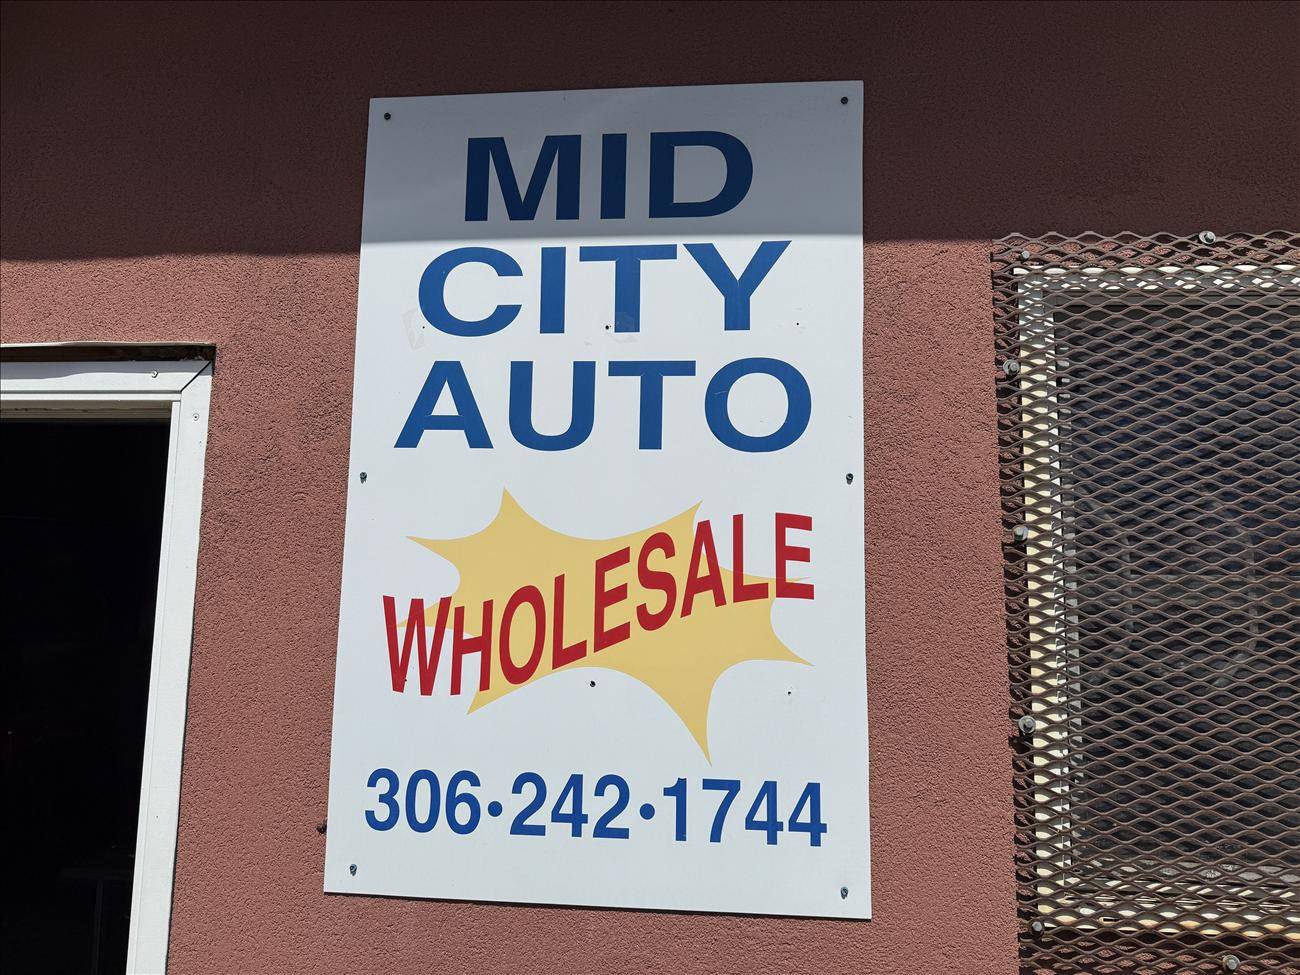 MID
CITY
AUTO
WHOLESALE
306·242·1744